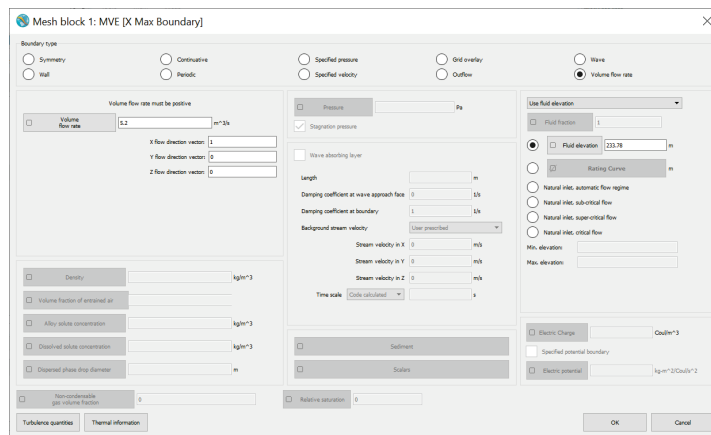 Mesh block 1: MVE [X Max Boundary]
Boundary type
Symmetry
Continuative
Specified pressure
Grid overlay
Wave
Wall
Periodic
Specified velocity
Outflow
Volume flow rate
Volume flow rate must be positive
Volume
flow rate
5.2
m^3/s
X flow direction vector: 1
Y flow direction vector: 0
Z flow direction vector: 0
Density
kg/m^3
Volume fraction of entrained air
Alloy solute concentration
kg/m^3
Dissolved solute concentration
kg/m^3
Dispersed phase drop diameter
m
Pressure
Pa
Stagnation pressure
Wave absorbing layer
Length
m
Damping coefficient at wave approach face 0 1/s
Damping coefficient at boundary 1 1/s
Background stream velocity User prescribed
Stream velocity in X 0 m/s
Stream velocity in Y 0 m/s
Stream velocity in Z 0 m/s
Time scale Code calculated s
Sediment
Scalars
Use fluid elevation
Fluid fraction 1
Fluid elevation 233.78 m
Rating Curve m
Natural inlet, automatic flow regime
Natural inlet, sub-critical flow
Natural inlet, super-critical flow
Natural inlet, critical flow
Min. elevation:
Max. elevation:
Electric Charge
Coul/m^3
Specified potential boundary
Electric potential
kg-m^2/Coul/s^2
Non-condensable
gas volume fraction
0
Relative saturation 0
Turbulence quantities
Thermal information
OK
Cancel